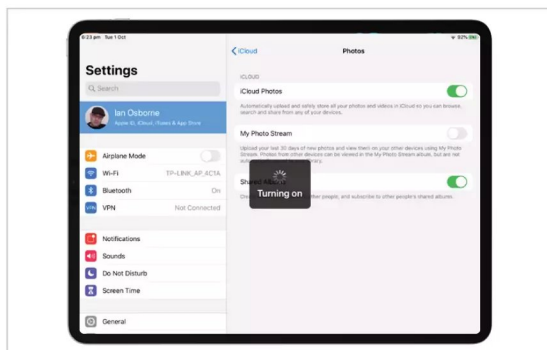 8:23 pm Tue 1 Oct
92%
Settings
Search
Ian Osborne
Apple ID, iCloud, iTunes & App Store
Airplane Mode
Wi-Fi TP-LINK_AP_4C1A
Bluetooth On
VPN VPN Not Connected
Notifications
Sounds
Do Not Disturb
Screen Time
General
iCloud Photos
ICLOUD
iCloud Photos
Automatically upload and safely store all your photos and videos in iCloud so you can browse,
search and share from any of your devices.
My Photo Stream
Upload your last 30 days of new photos and view them on your other devices using My Photo
Stream. Photos from other devices can be viewed in the My Photo Stream album, but are not
Shared
Turning on
other people, and subscribe to other people's shared albums.